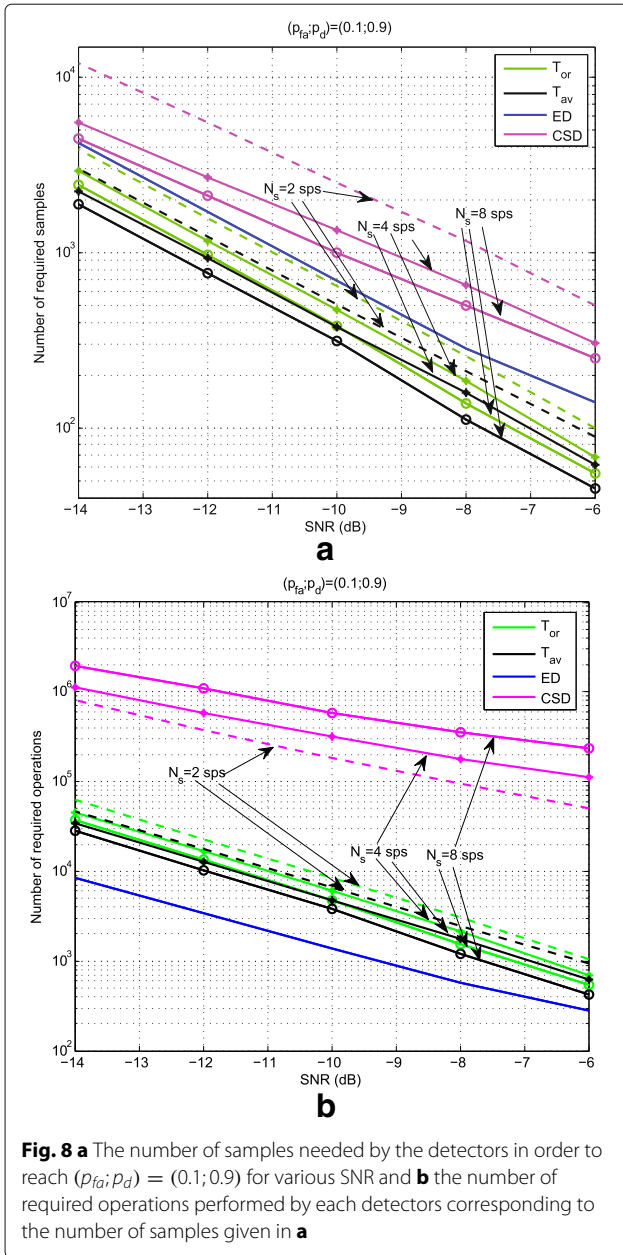 (p_fa;p_d)=(0.1;0.9)
10^4
10^3
10^2
Number of required samples
T_or
T_av
ED
CSD
N_s=2 sps
N_s=4 sps
N_s=8 sps
−14 −13 −12 −11 −10 −9 −8 −7 −6
SNR (dB)
a
(p_fa;p_d)=(0.1;0.9)
10^7
10^6
10^5
10^4
10^3
10^2
Number of required operations
T_or
T_av
ED
CSD
N_s=2 sps
N_s=4 sps
N_s=8 sps
−14 −13 −12 −11 −10 −9 −8 −7 −6
SNR (dB)
b
Fig. 8 a The number of samples needed by the detectors in order to
reach (p_fa; p_d) = (0.1; 0.9) for various SNR and b the number of
required operations performed by each detectors corresponding to
the number of samples given in a